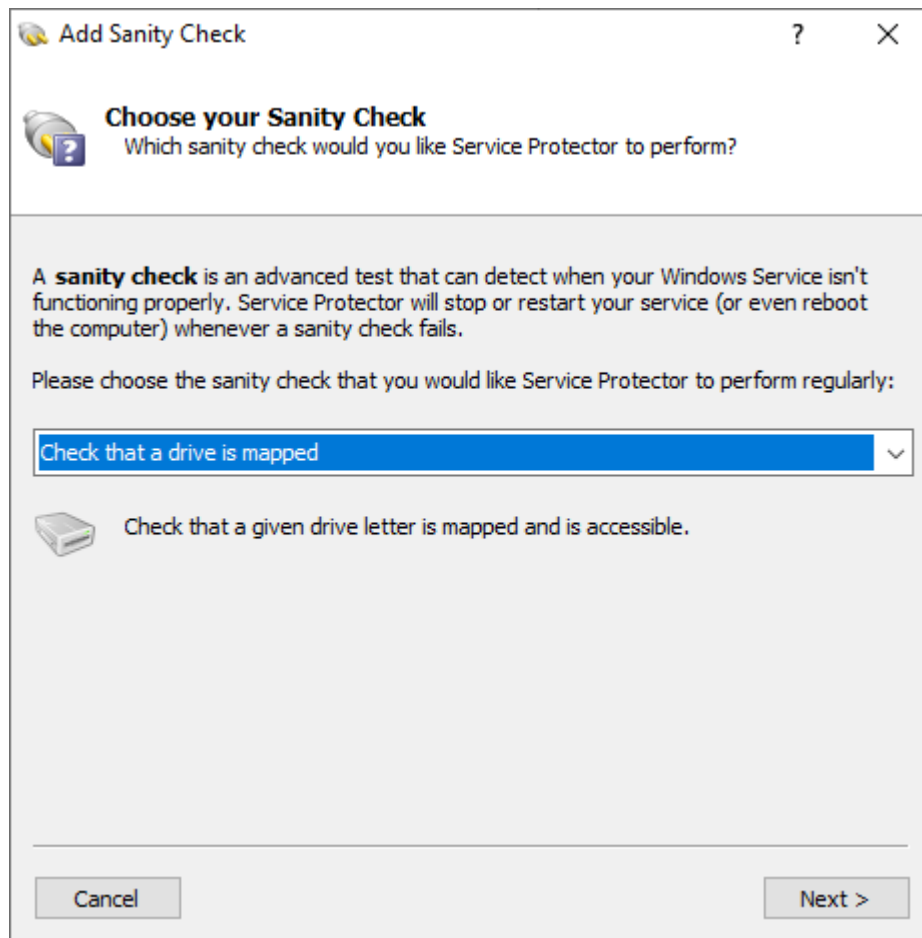 Add Sanity Check
?
Choose your Sanity Check
Which sanity check would you like Service Protector to perform?
A sanity check is an advanced test that can detect when your Windows Service isn't
functioning properly. Service Protector will stop or restart your service (or even reboot
the computer) whenever a sanity check fails.
Please choose the sanity check that you would like Service Protector to perform regularly:
Check that a drive is mapped
Check that a given drive letter is mapped and is accessible.
Cancel
Next >